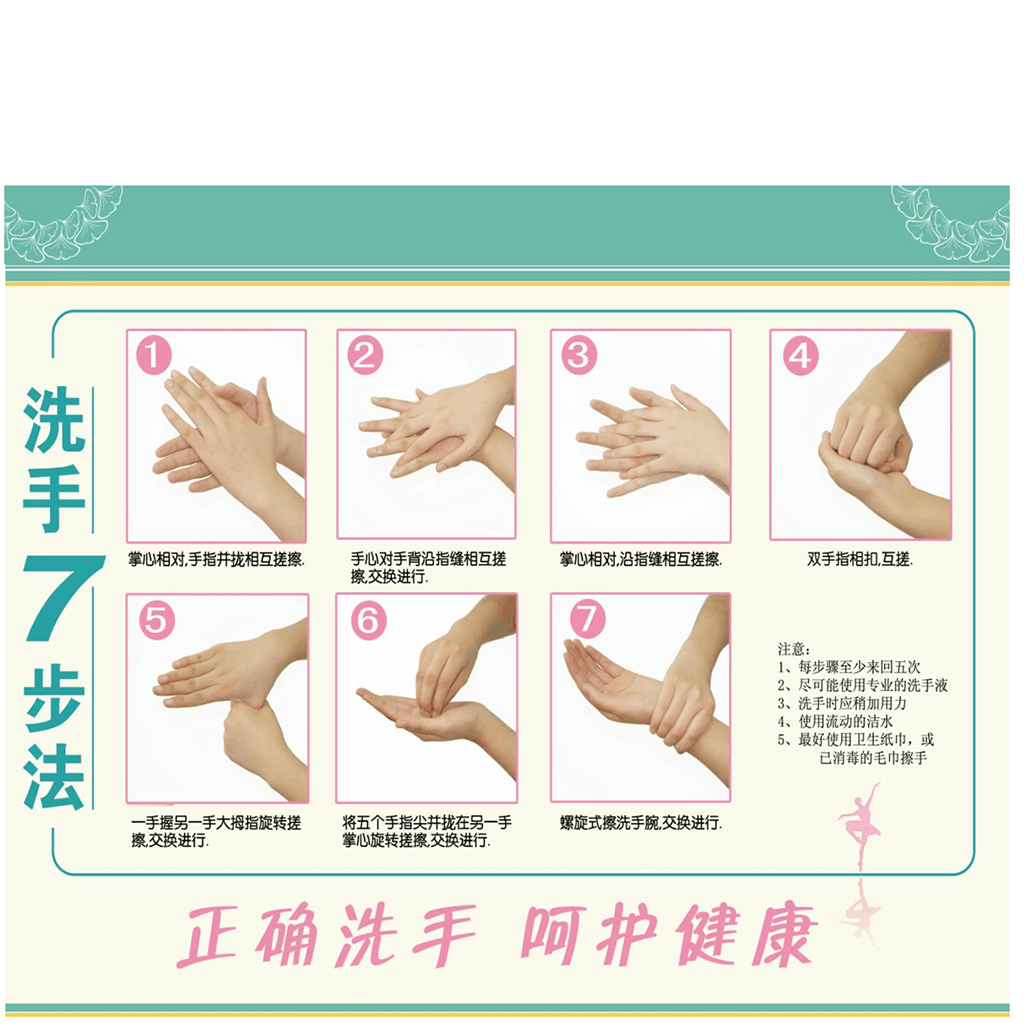 洗手7步法
1
掌心相对,手指并拢相互搓擦.
2
手心对手背沿指缝相互搓
擦,交换进行.
3
掌心相对,沿指缝相互搓擦.
4
双手指相扣,互搓.
5
一手握另一手大拇指旋转搓
擦,交换进行.
6
将五个手指尖并拢在另一手
掌心旋转搓擦,交换进行.
7
螺旋式擦洗手腕,交换进行.
注意:
1、每步骤至少来回五次
2、尽可能使用专业的洗手液
3、洗手时应稍加用力
4、使用流动的洁水
5、最好使用卫生纸巾，或
已消毒的毛巾擦手
正确洗手 呵护健康